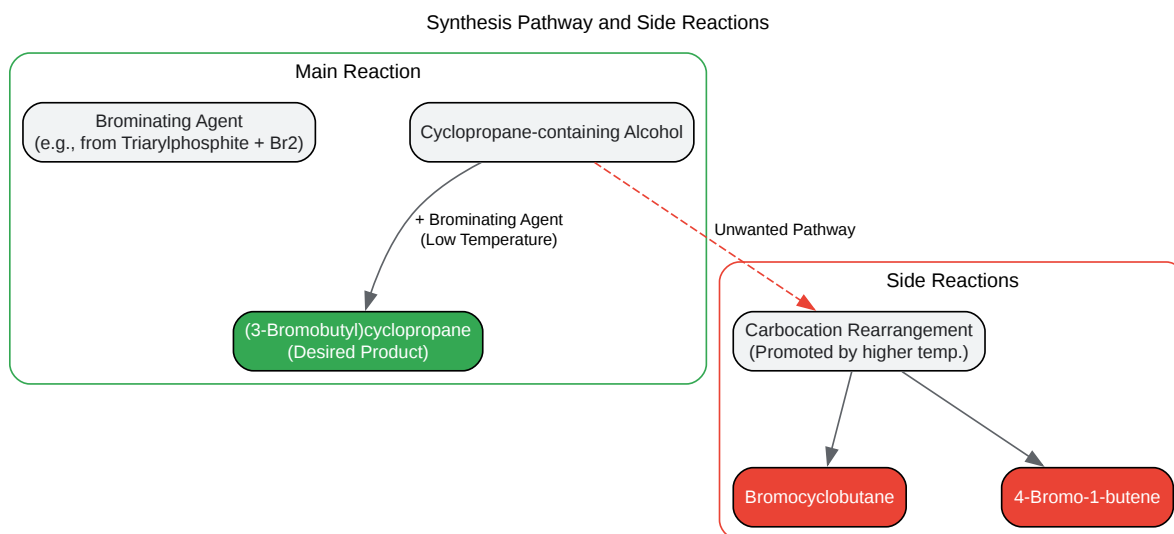 Synthesis Pathway and Side Reactions
Main Reaction
Brominating Agent
(e.g., from Triarylphosphite + Br2)
Cyclopropane-containing Alcohol
+ Brominating Agent
(Low Temperature)
Unwanted Pathway
(3-Bromobutyl)cyclopropane
(Desired Product)
Side Reactions
Carbocation Rearrangement
(Promoted by higher temp.)
Bromocyclobutane
4-Bromo-1-butene